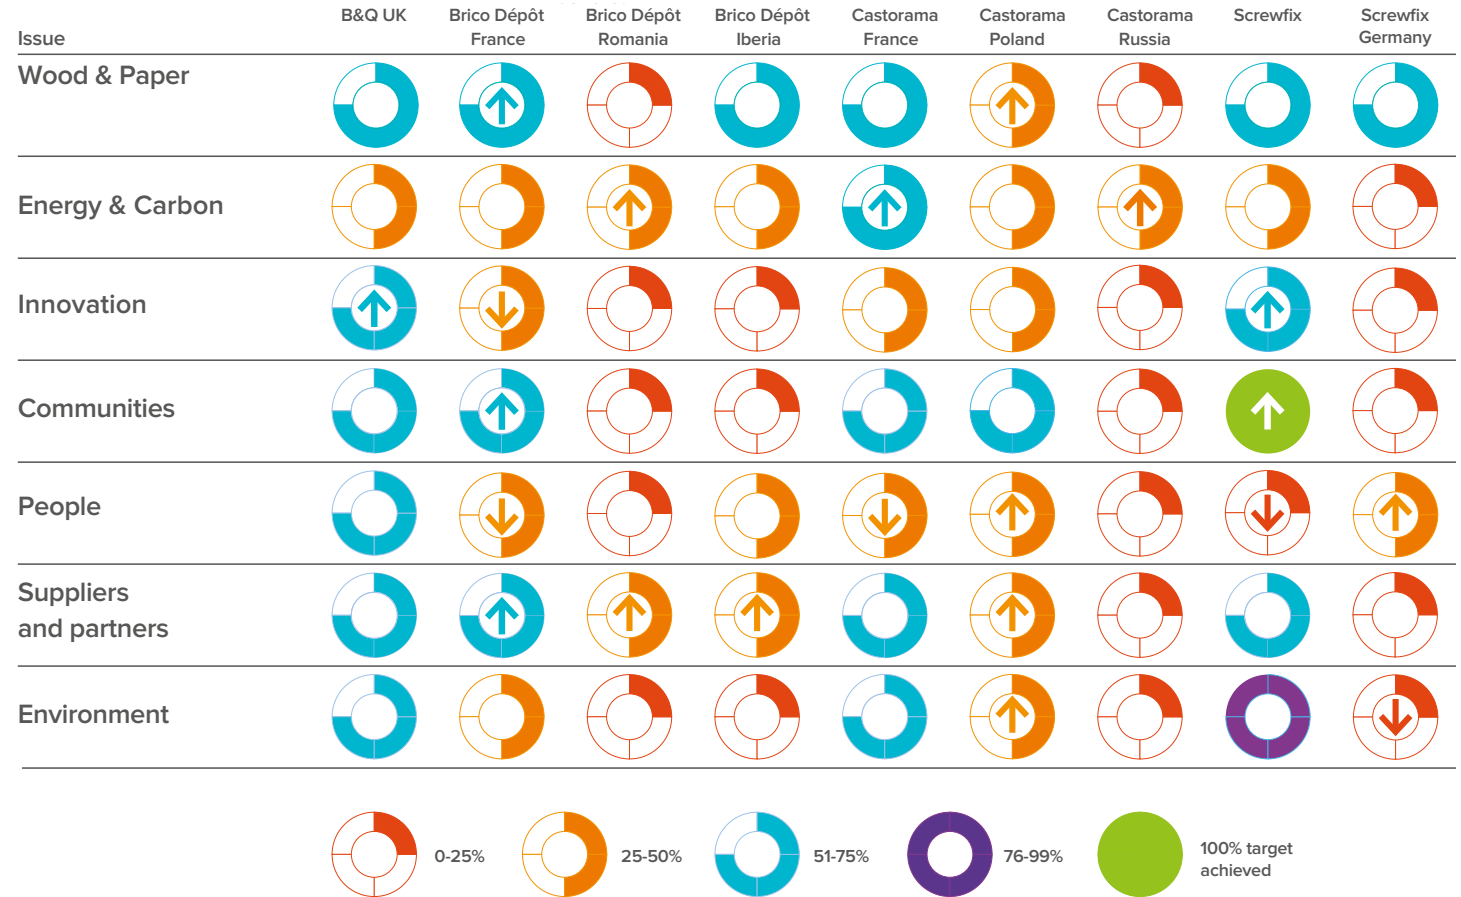 Issue
B&Q UK
Brico Dépôt
France
Brico Dépôt
Romania
Brico Dépôt
Iberia
Castorama
France
Castorama
Poland
Castorama
Russia
Screwfix
Screwfix
Germany
Wood & Paper
Energy & Carbon
Innovation
Communities
People
Suppliers
and partners
Environment
0-25%
25-50%
51-75%
76-99%
100% target
achieved